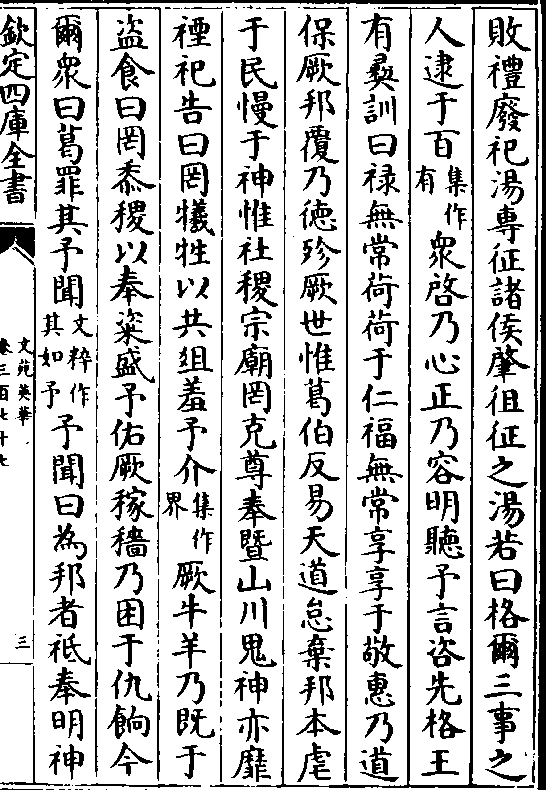 敗禮廢祀湯專征諸侯肇徂征之湯若曰格爾三事之
人逮于百集作有衆啓乃心正乃容明聽予言咨先格王
有彝訓曰禄無常荷荷于仁福無常享享于敬惠乃道
保厥邦覆乃德殄厥世惟葛伯反易天道怠棄邦本虐
于民慢于神惟社稷宗廟罔克尊奉暨山川鬼神亦靡
禋祀告曰罔犧牲以共俎羞予介集作界厥牛羊乃既于
盗食曰罔黍稷以奉粢盛予佑厥稼穡乃困于仇餉今
爾衆曰葛罪其予聞文粹作其如予予聞曰為邦者祗奉明神
欽定四庫全書
文苑英華
卷三百七十七
三